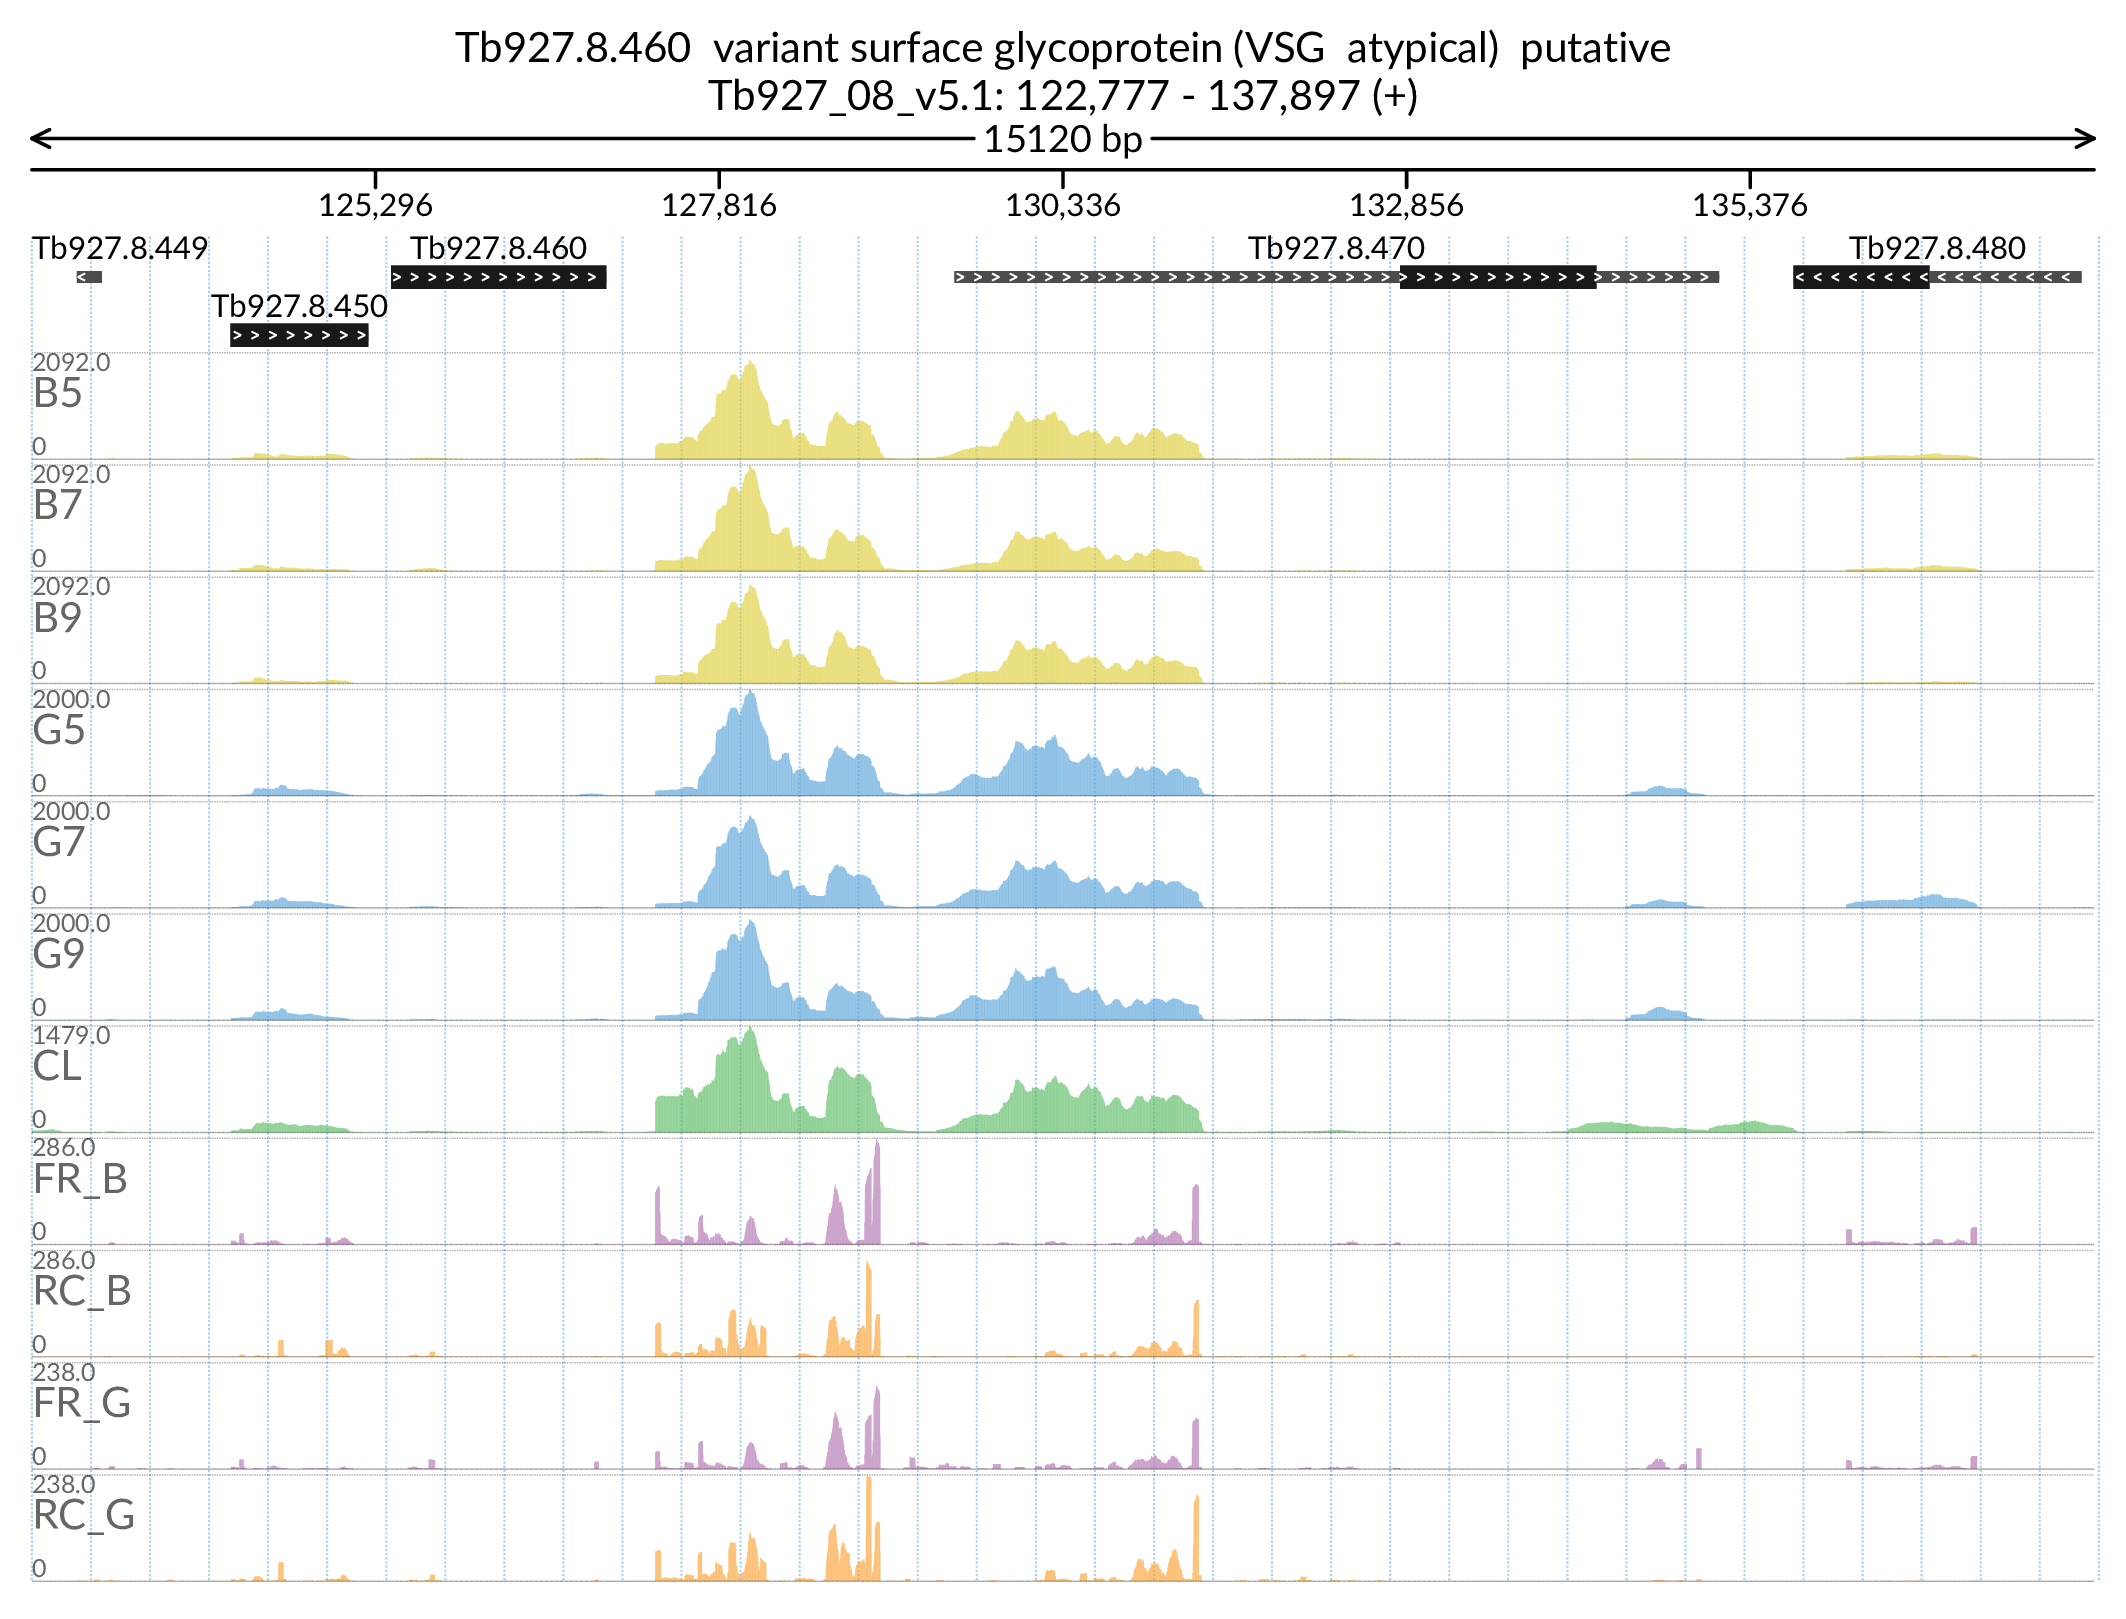 Tb927.8.460  variant surface glycoprotein (VSG  atypical)  putative
Tb927_08_v5.1: 122,777 - 137,897 (+)
15120 bp
125,296 127,816 130,336 132,856 135,376
Tb927.8.449 Tb927.8.460 Tb927.8.470 Tb927.8.480
Tb927.8.450
2092.0
B5
0
2092.0
B7
0
2092.0
B9
0
2000.0
G5
0
2000.0
G7
0
2000.0
G9
0
1479.0
CL
0
286.0
FR_B
0
286.0
RC_B
0
238.0
FR_G
0
238.0
RC_G
0